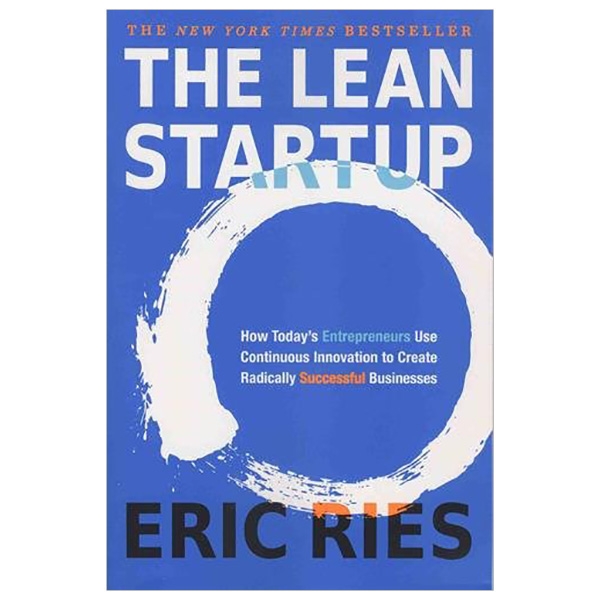 THE NEW YORK TIMES BESTSELLER
THE LEAN
STARTUP
How Today's Entrepreneurs Use
Continuous Innovation to Create
Radically Successful Businesses
ERIC RIES